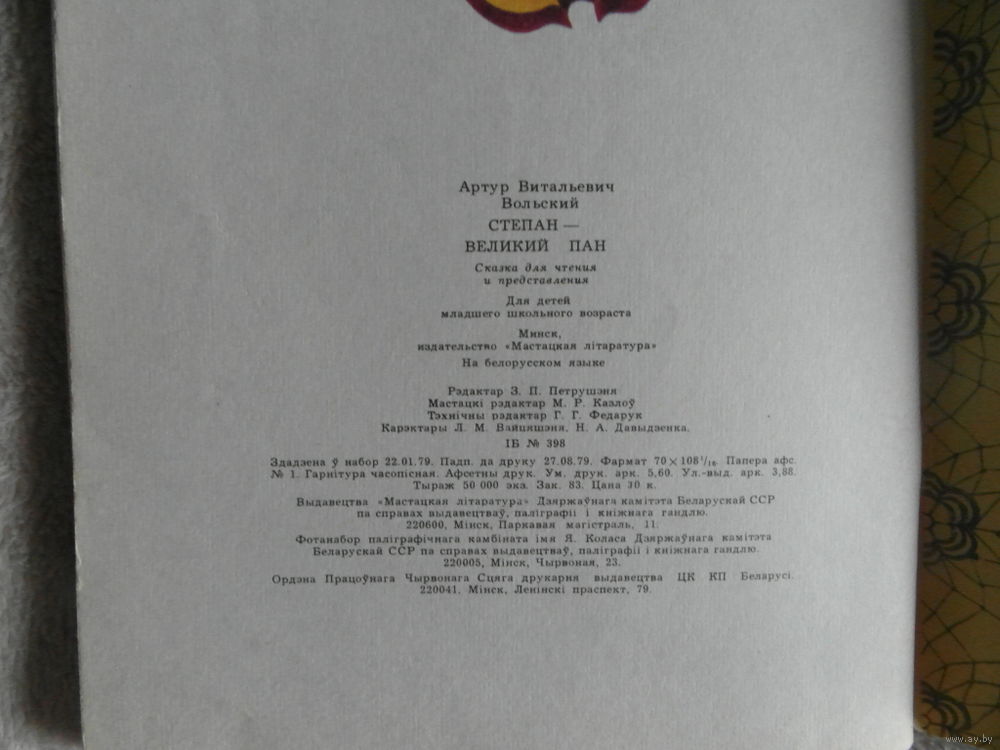 Артур Витальевич
Вольский
СТЕПАН —
ВЕЛИКИЙ ПАН
Сказка для чтения
и представления
Для детей
младшего школьного возраста
Минск,
издательство «Мастацкая літаратура»
На белорусском языке
Рэдактар З. П. Петрушэня
Мастацкі рэдактар М. Р. Казлоў
Тэхнічны рэдактар Г. Г. Федарук
Карэктары Л. М. Вайцяшэня, Н. А. Давыдзенка.
ІБ № 398
Здадзена ў набор 22.01.79. Падп. да друку 27.08.79. Фармат 70×108¹/₁₆. Папера афс.
№ 1. Гарнітура часопісная. Афсетны друк. Ум. друк. арк. 5,60. Ул.-выд. арк. 3,88.
Тыраж 50 000 экз. Зак. 83. Цана 30 к.
Выдавецтва «Мастацкая літаратура» Дзяржаўнага камітэта Беларускай ССР
па справах выдавецтваў, паліграфіі і кніжнага гандлю.
220600, Мінск, Паркавая магістраль, 11.
Фотанабор паліграфічнага камбіната імя Я. Коласа Дзяржаўнага камітэта
Беларускай ССР па справах выдавецтваў, паліграфіі і кніжнага гандлю.
220005, Мінск, Чырвоная, 23.
Ордэна Працоўнага Чырвонага Сцяга друкарня выдавецтва ЦК КП Беларусі.
220041, Мінск, Ленінскі праспект, 79.
www.ay.by